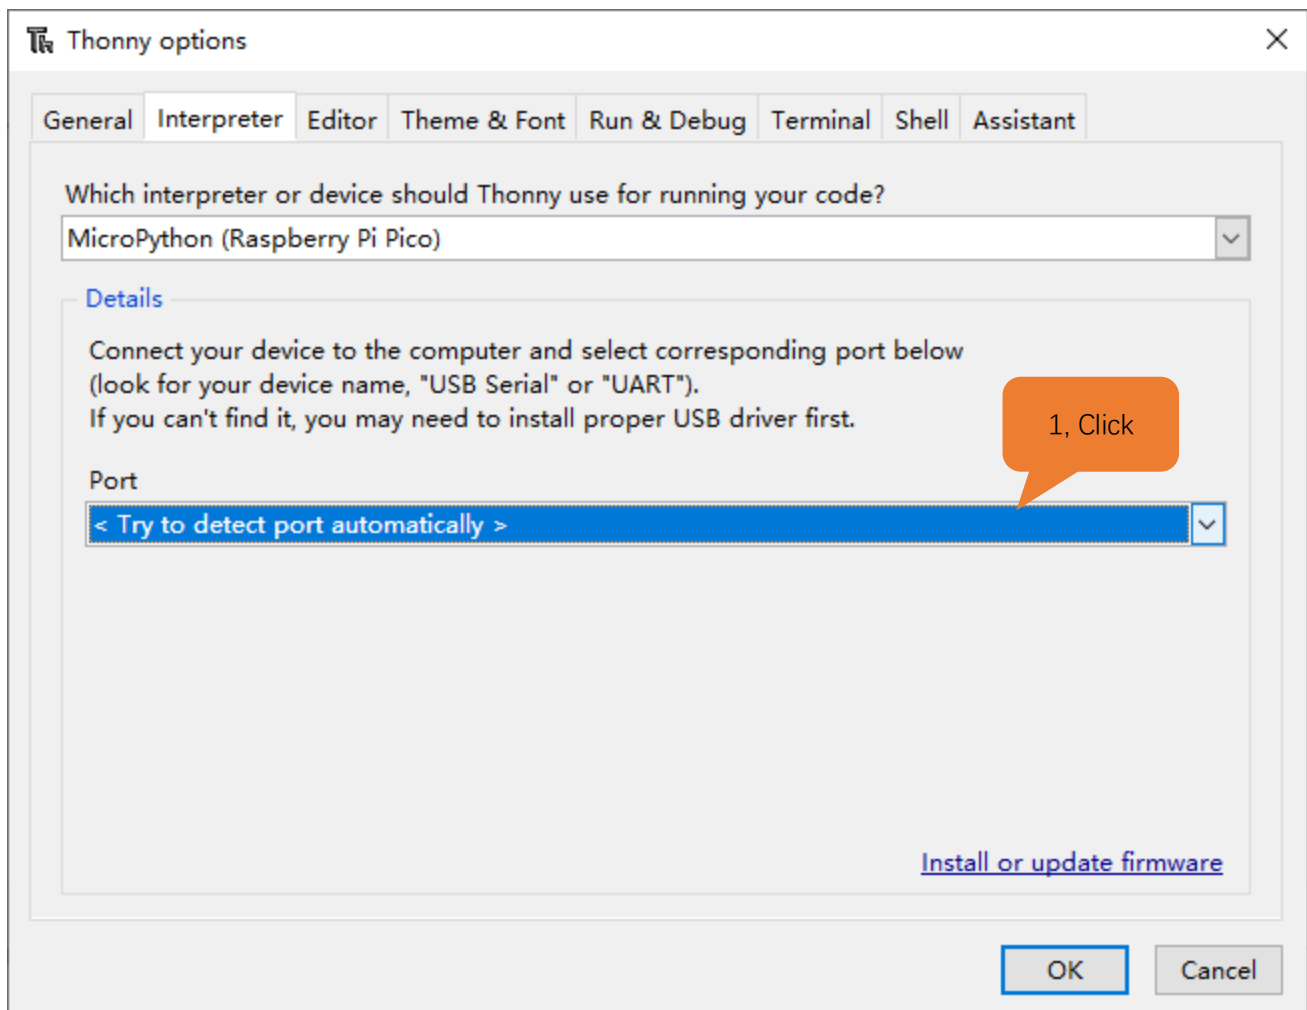 Thonny options
General Interpreter Editor Theme & Font Run & Debug Terminal Shell Assistant
Which interpreter or device should Thonny use for running your code?
MicroPython (Raspberry Pi Pico)
Details
Connect your device to the computer and select corresponding port below
(look for your device name, "USB Serial" or "UART").
If you can't find it, you may need to install proper USB driver first.
1, Click
Port
< Try to detect port automatically >
Install or update firmware
OK Cancel